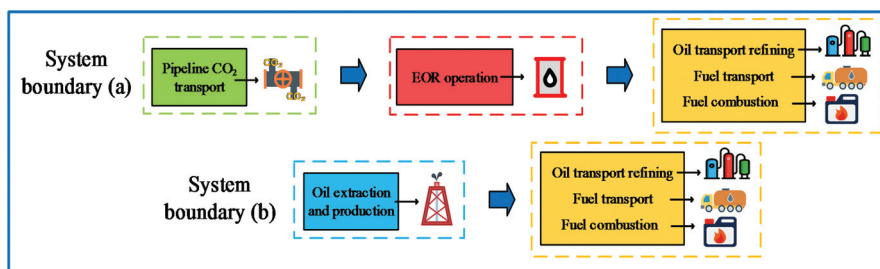 System
boundary (a)
Pipeline CO₂
transport
CO₂
CO₂
EOR operation
Oil transport refining
Fuel transport
Fuel combustion
System
boundary (b)
Oil extraction
and production
Oil transport refining
Fuel transport
Fuel combustion